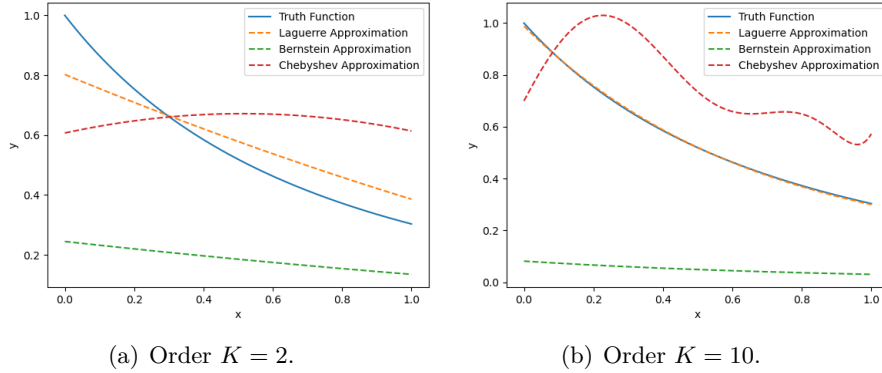 Truth Function
Laguerre Approximation
Bernstein Approximation
Chebyshev Approximation
1.0
0.8
0.6
0.4
0.2
y
0.0 0.2 0.4 0.6 0.8 1.0
x
(a) Order K = 2.
Truth Function
Laguerre Approximation
Bernstein Approximation
Chebyshev Approximation
1.0
0.8
0.6
0.4
0.2
0.0
y
0.0 0.2 0.4 0.6 0.8 1.0
x
(b) Order K = 10.